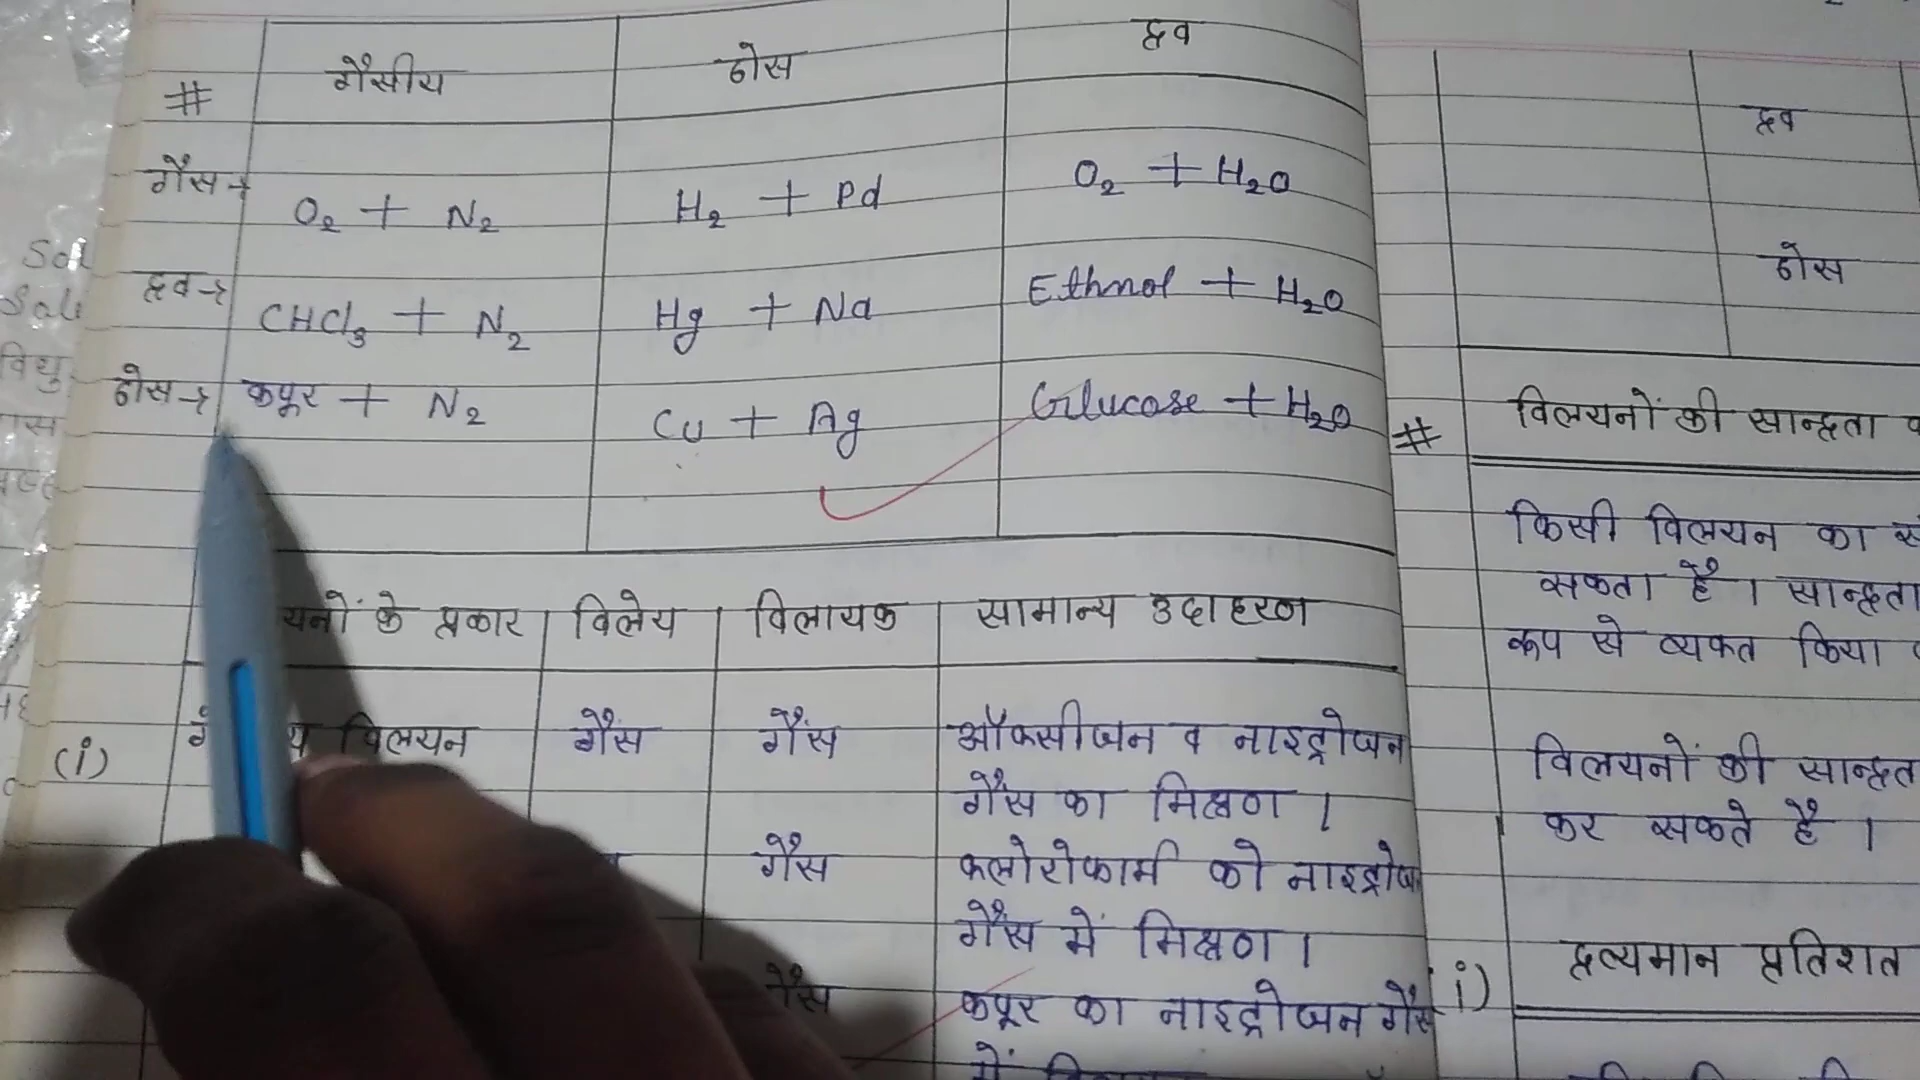 # गैसीय ठोस द्रव
गैस→ O2 + N2 H2 + Pd O2 + H2O
द्रव→ CHCl3 + N2 Hg + Na Ethnol + H2O
ठोस→ कपूर + N2 Cu + Ag Glucose + H2O
यनों के प्रकार विलेय विलायक सामान्य उदाहरण
(i) विलयन गैस गैस ऑक्सीजन व नाइट्रोजन
गैस का मिश्रण ।
गैस क्लोरोफार्म को नाइट्रोज
गैस में मिश्रण ।
गैस कपूर का नाइट्रोजन गैस
में
द्रव
ठोस
# विलयनों की सान्द्रता
किसी विलयन का
सकता है । सान्द्रता
रूप से व्यक्त किया
विलयनों की सान्द्रत
कर सकते है ।
i) द्रव्यमान प्रतिशत
Sol
विद्यु